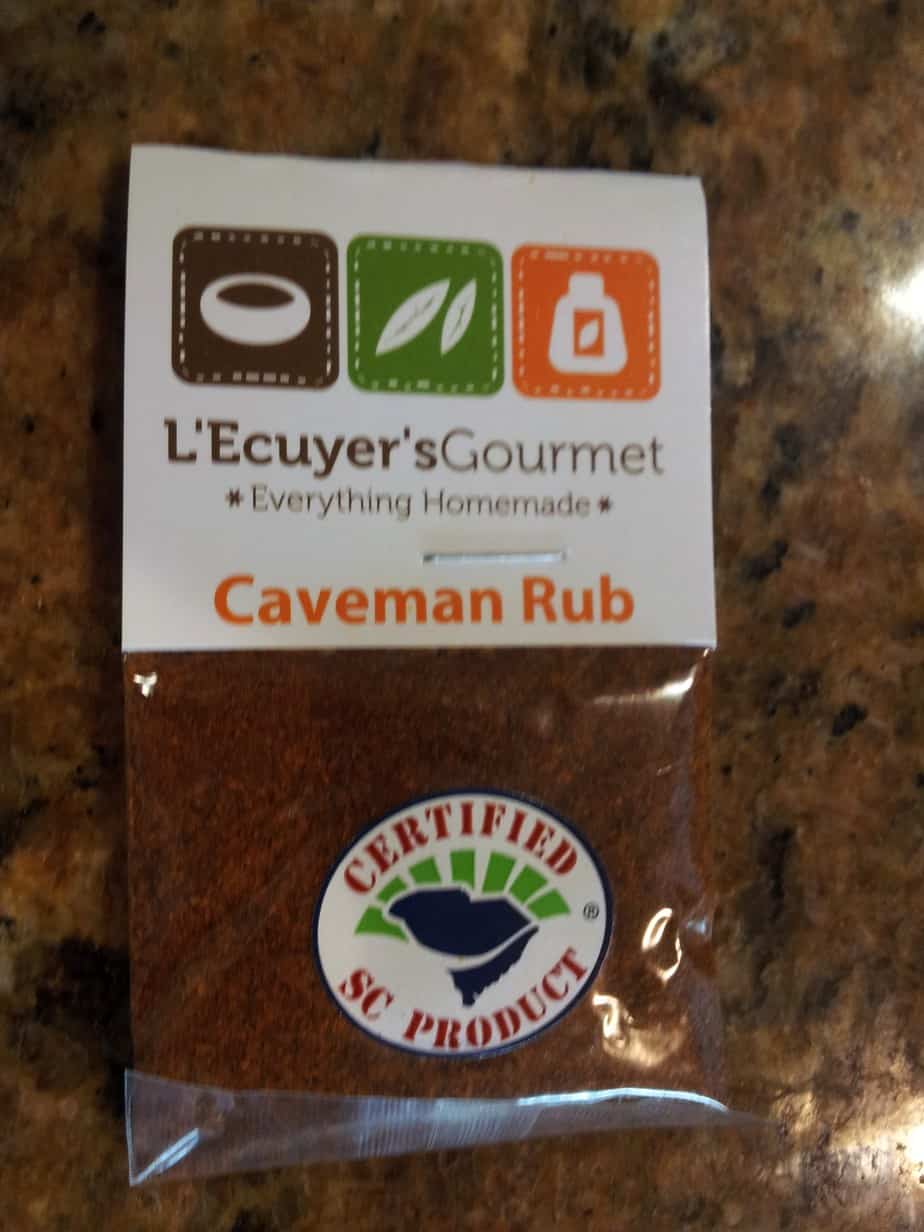 L'Ecuyer'sGourmet
*Everything Homemade*
Caveman Rub
CERTIFIED
®
SC PRODUCT